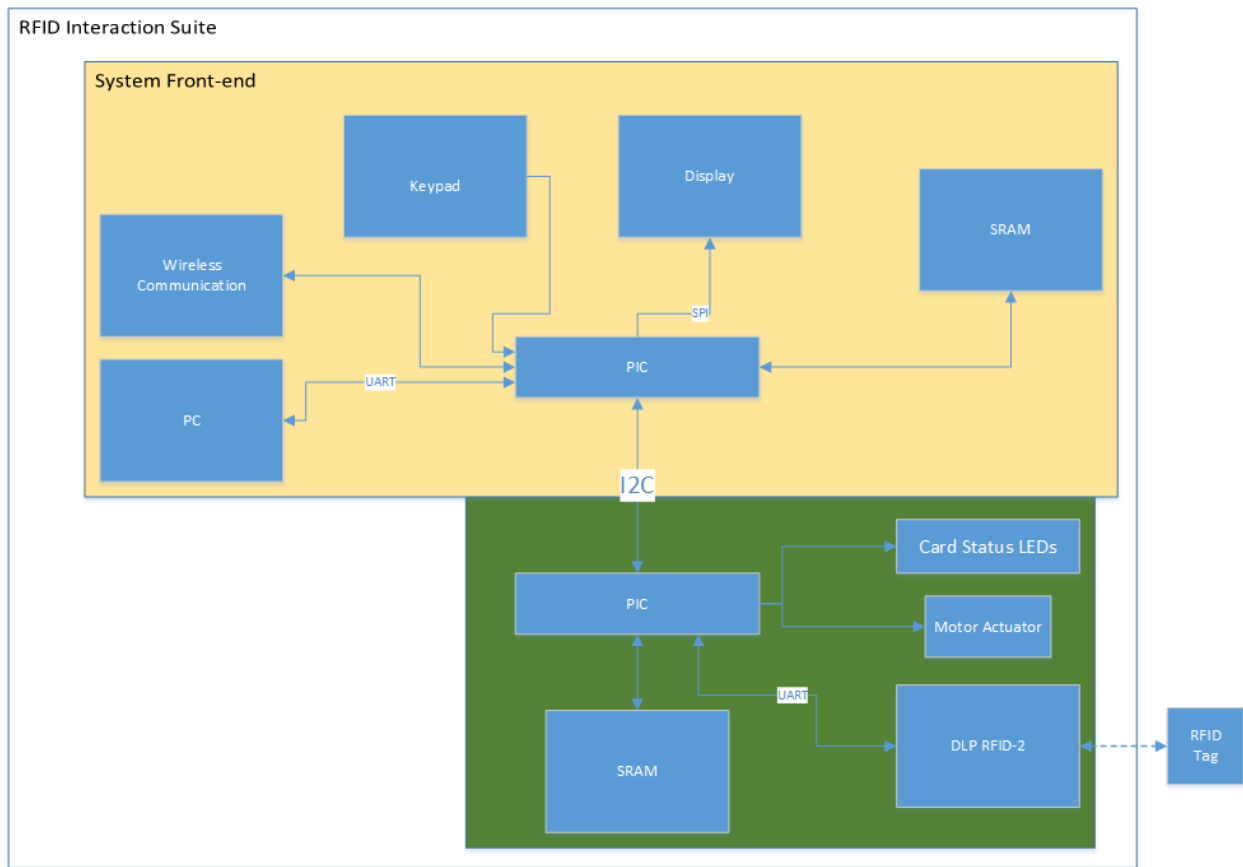 RFID Interaction Suite
System Front-end
Keypad
Display
SRAM
Wireless
Communication
SPI
PIC
UART
PC
I2C
Card Status LEDs
PIC
Motor Actuator
UART
DLP RFID-2
RFID
Tag
SRAM